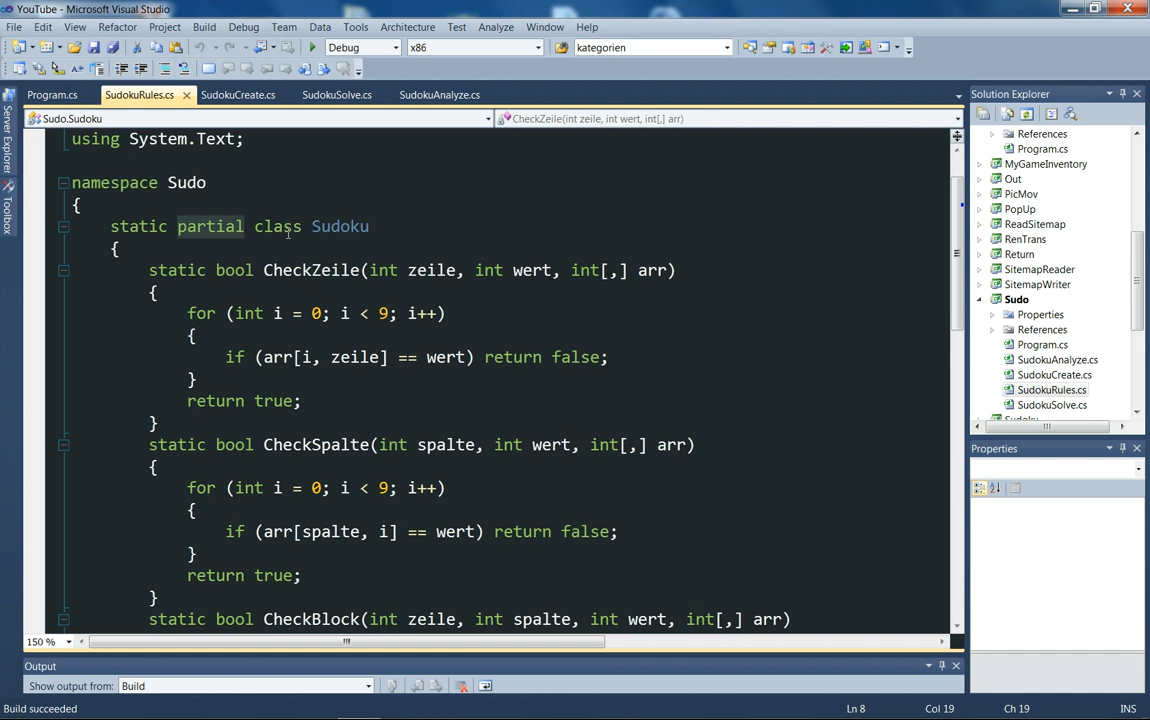 YouTube - Microsoft Visual Studio
File Edit View Refactor Project Build Debug Team Data Tools Architecture Test Analyze Window Help
Debug x86 kategorien
Program.cs SudokuRules.cs SudokuCreate.cs SudokuSolve.cs SudokuAnalyze.cs
Sudo.Sudoku CheckZeile(int zeile, int wert, int[,] arr)
using System.Text;
namespace Sudo
{
static partial class Sudoku
{
static bool CheckZeile(int zeile, int wert, int[,] arr)
{
for (int i = 0; i < 9; i++)
{
if (arr[i, zeile] == wert) return false;
}
return true;
}
static bool CheckSpalte(int spalte, int wert, int[,] arr)
{
for (int i = 0; i < 9; i++)
{
if (arr[spalte, i] == wert) return false;
}
return true;
}
static bool CheckBlock(int zeile, int spalte, int wert, int[,] arr)
150 %
Output
Show output from: Build
Build succeeded
Ln 8 Col 19 Ch 19 INS
Server Explorer
Toolbox
Solution Explorer
References
Program.cs
MyGameInventory
Out
PicMov
PopUp
ReadSitemap
RenTrans
Return
SitemapReader
SitemapWriter
Sudo
Properties
References
Program.cs
SudokuAnalyze.cs
SudokuCreate.cs
SudokuRules.cs
SudokuSolve.cs
Properties